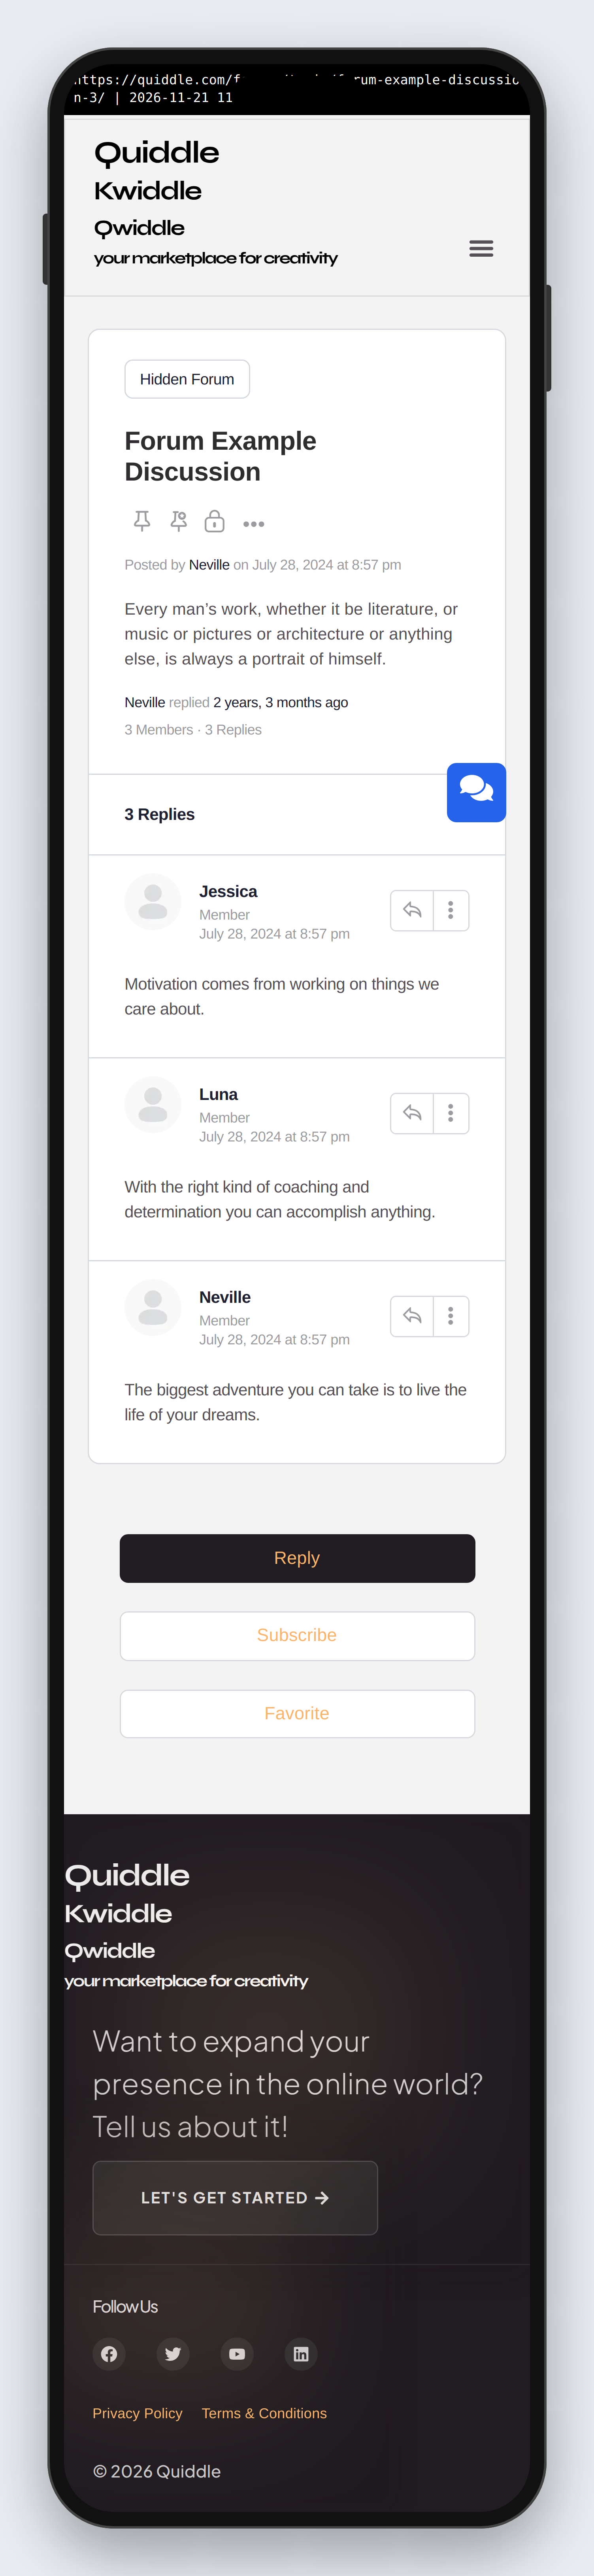 n-3/ | 2026-11-21 11
Quiddle
Kwiddle
Qwiddle
your marketplace for creativity
Hidden Forum
Forum Example
Discussion
Posted by Neville on July 28, 2024 at 8:57 pm
Every man’s work, whether it be literature, or
music or pictures or architecture or anything
else, is always a portrait of himself.
Neville replied 2 years, 3 months ago
3 Members · 3 Replies
3 Replies
Jessica
Member
July 28, 2024 at 8:57 pm
Motivation comes from working on things we
care about.
Luna
Member
July 28, 2024 at 8:57 pm
With the right kind of coaching and
determination you can accomplish anything.
Neville
Member
July 28, 2024 at 8:57 pm
The biggest adventure you can take is to live the
life of your dreams.
Reply
Subscribe
Favorite
Quiddle
Kwiddle
Qwiddle
your marketplace for creativity
Want to expand your
presence in the online world?
Tell us about it!
LET'S GET STARTED →
Follow Us
Privacy Policy Terms & Conditions
© 2026 Quiddle